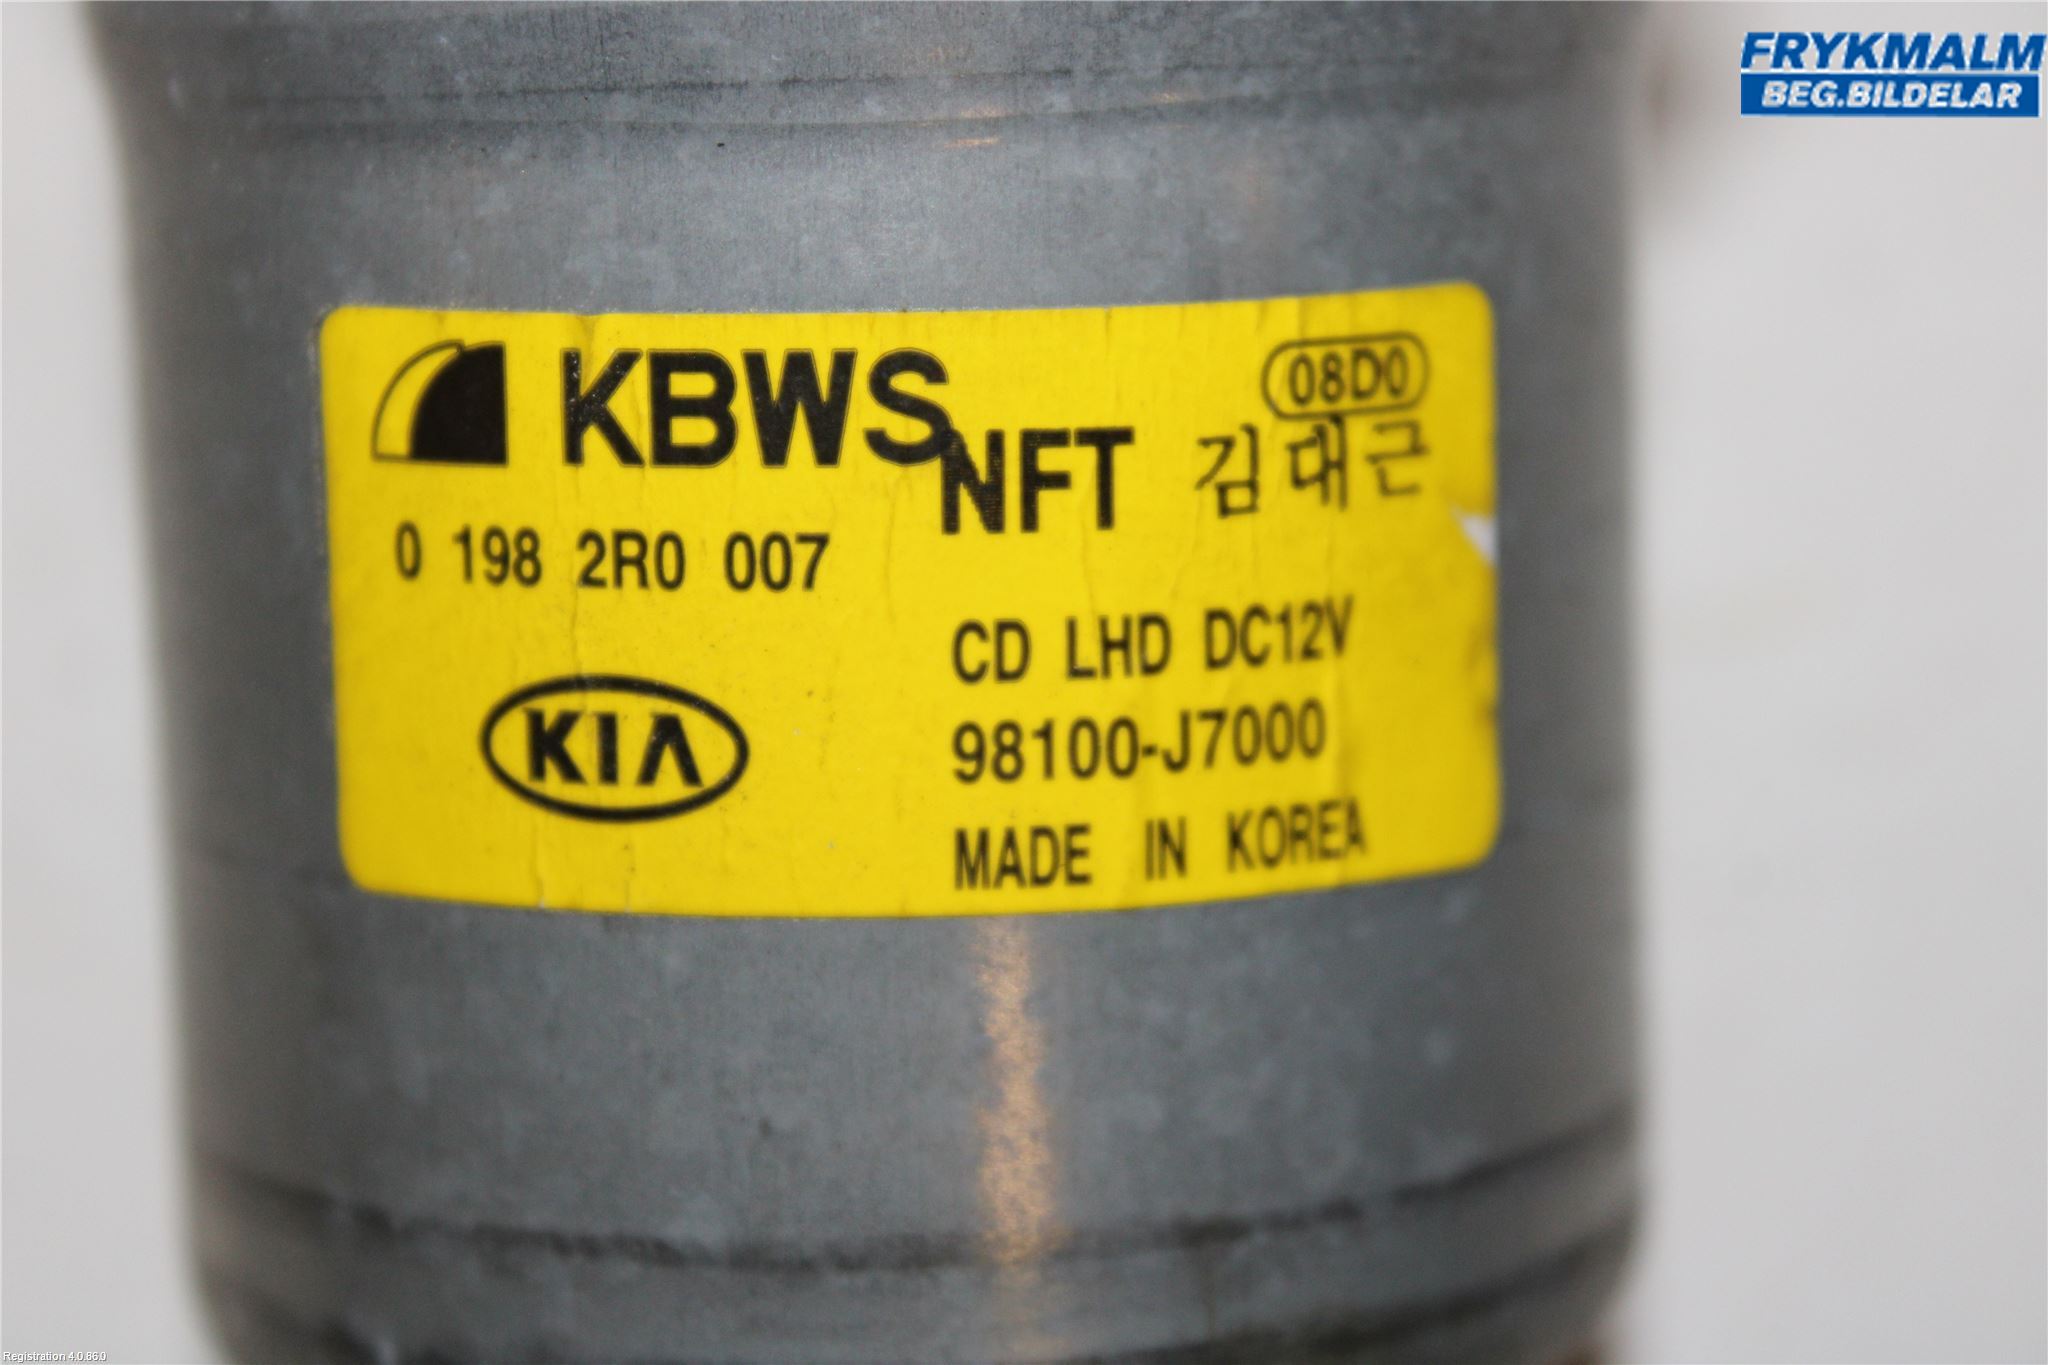 FRYKMALM
BEG.BILDELAR
KBWS
08D0
NFT 김대근
0 198 2R0 007
CD LHD DC12V
KIA
98100-J7000
MADE IN KOREA
Registration 4.0.86.0